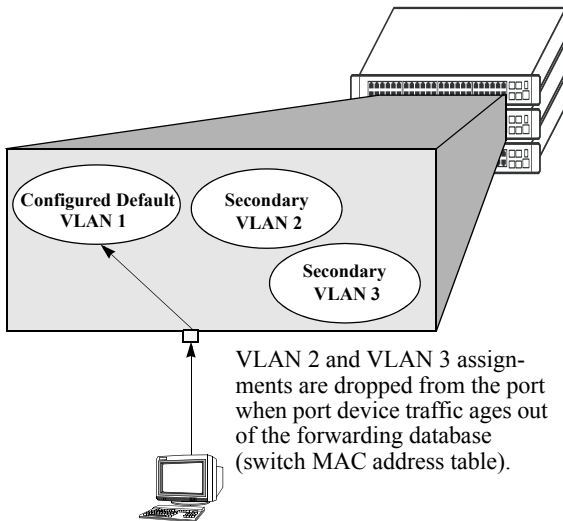 Configured Default
VLAN 1
Secondary
VLAN 2
Secondary
VLAN 3
VLAN 2 and VLAN 3 assign-
ments are dropped from the port
when port device traffic ages out
of the forwarding database
(switch MAC address table).